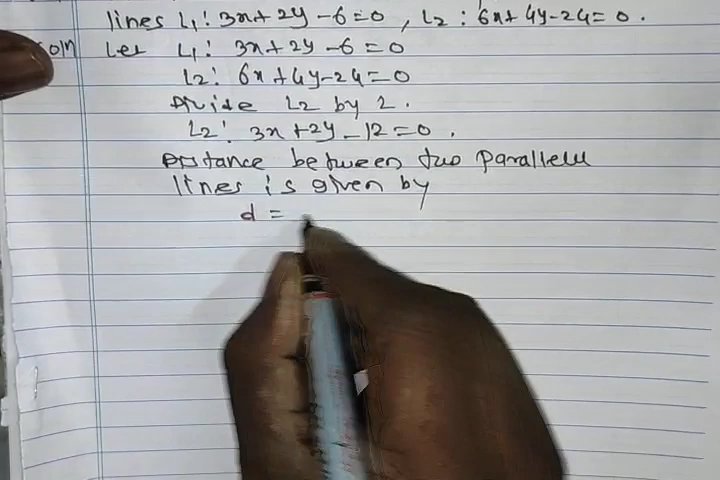 lines L1: 3x+2y-6=0, L2: 6x+4y-24=0.
Let L1: 3x+2y-6=0
L2: 6x+4y-24=0
divide L2 by 2.
L2: 3x+2y-12=0.
Distance between two parallel
lines is given by
d =